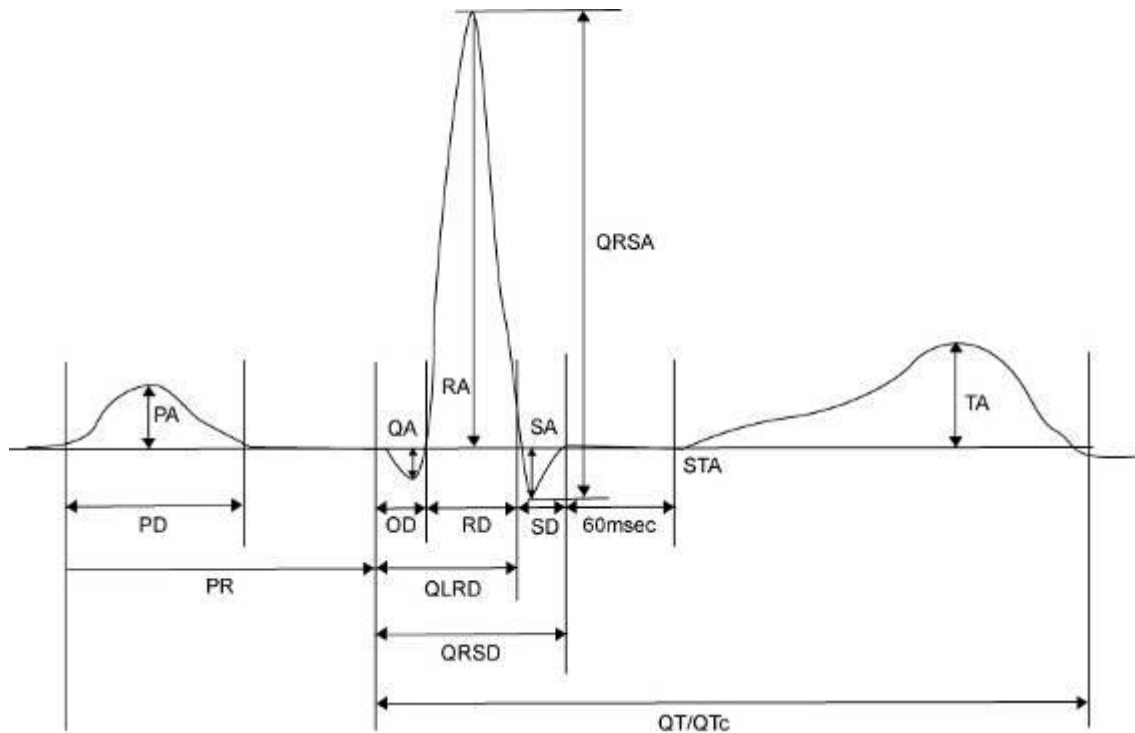 QRSA
RA
PA
QA
SA
TA
STA
PD
OD
RD
SD
60msec
PR
QLRD
QRSD
QT/QTc